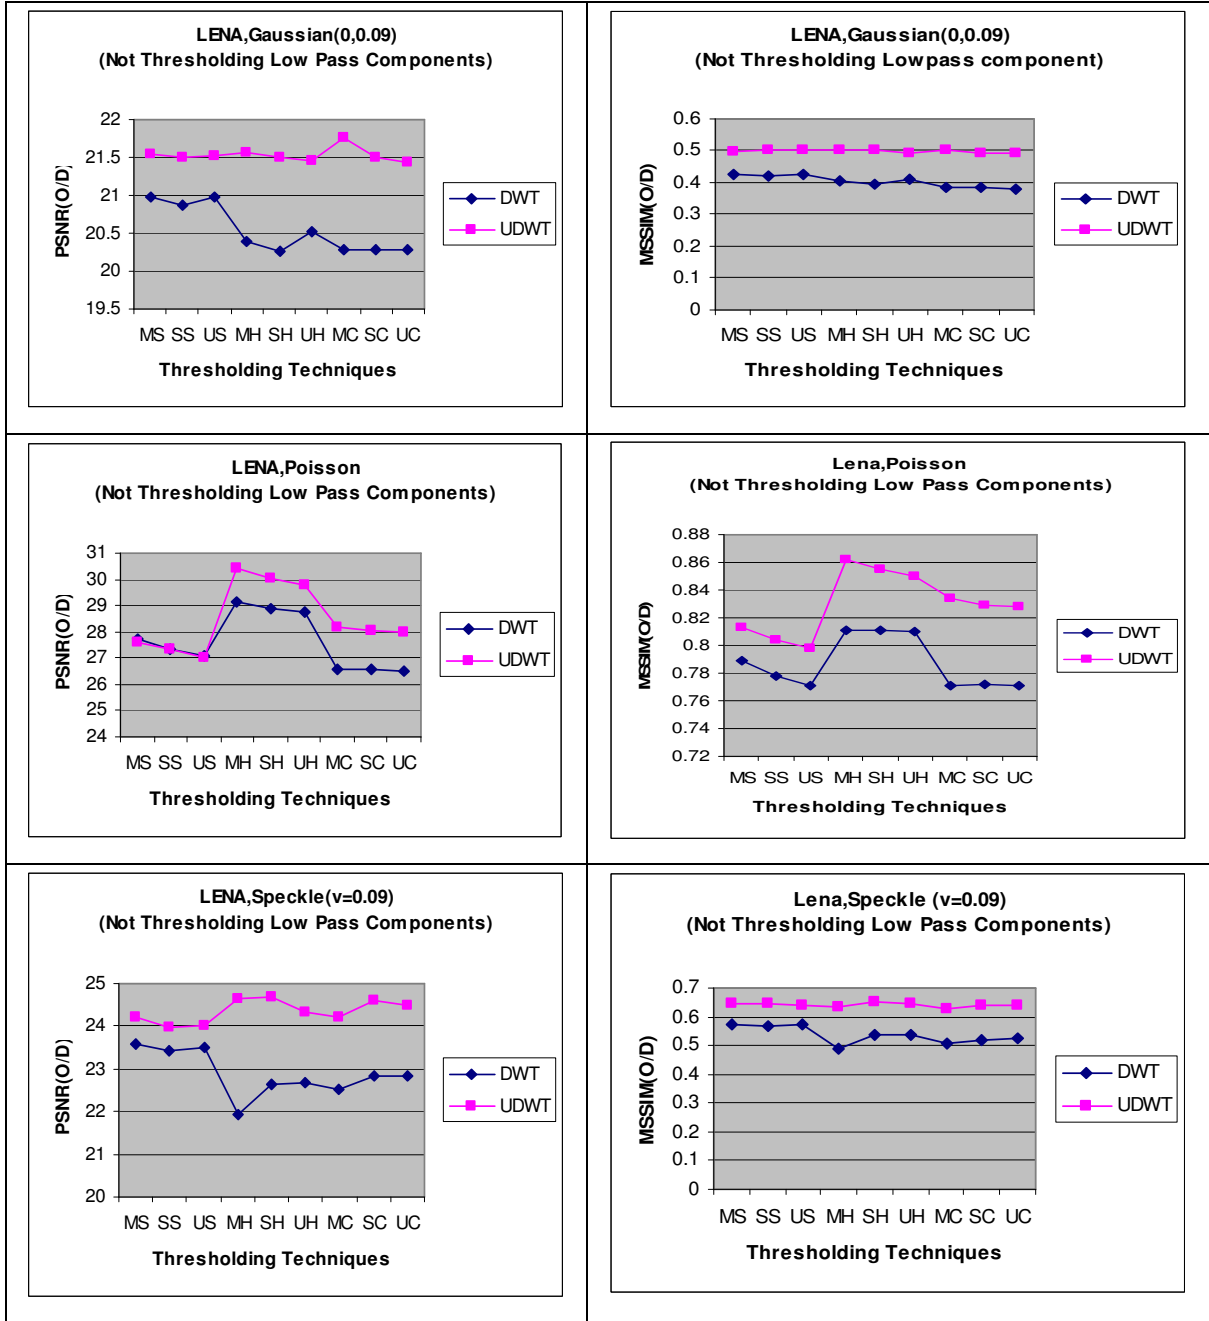 LENA,Gaussian(0,0.09)
(Not Thresholding Low Pass Components)
PSNR(O/D)
22
21.5
21
20.5
20
19.5
MS SS US MH SH UH MC SC UC
Thresholding Techniques
DWT
UDWT
LENA,Gaussian(0,0.09)
(Not Thresholding Lowpass component)
MSSIM(O/D)
0.6
0.5
0.4
0.3
0.2
0.1
0
MS SS US MH SH UH MC SC UC
Thresholding Techniques
DWT
UDWT
LENA,Poisson
(Not Thresholding Low Pass Components)
PSNR(O/D)
31
30
29
28
27
26
25
24
MS SS US MH SH UH MC SC UC
Thresholding Techniques
DWT
UDWT
Lena,Poisson
(Not Thresholding Low Pass Components)
MSSIM(O/D)
0.88
0.86
0.84
0.82
0.8
0.78
0.76
0.74
0.72
MS SS US MH SH UH MC SC UC
Thresholding Techniques
DWT
UDWT
LENA,Speckle(v=0.09)
(Not Thresholding Low Pass Components)
PSNR(O/D)
25
24
23
22
21
20
MS SS US MH SH UH MC SC UC
Thresholding Techniques
DWT
UDWT
Lena,Speckle (v=0.09)
(Not Thresholding Low Pass Components)
MSSIM(O/D)
0.7
0.6
0.5
0.4
0.3
0.2
0.1
0
MS SS US MH SH UH MC SC UC
Thresholding Techniques
DWT
UDWT